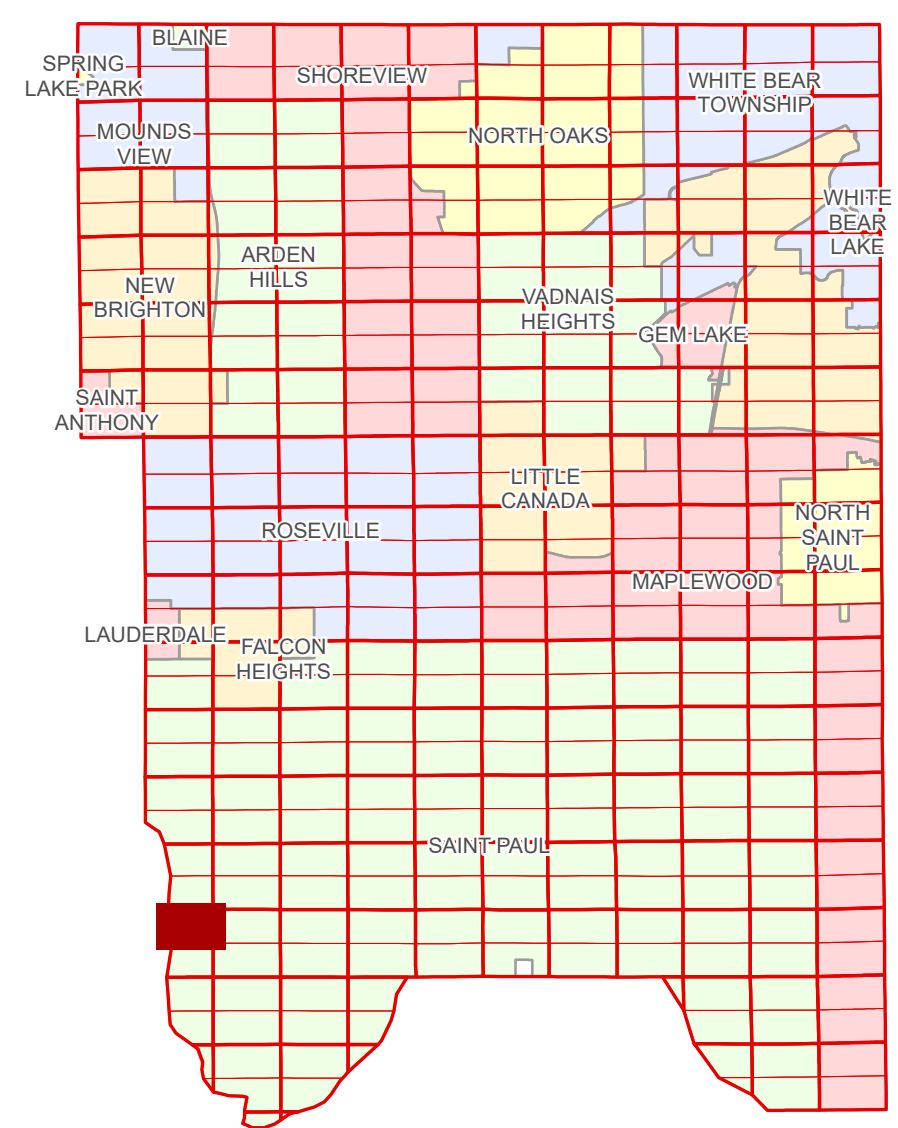 BLAINE
SPRING
LAKE PARK
SHOREVIEW
WHITE BEAR
TOWNSHIP
MOUNDS
VIEW
NORTH OAKS
WHITE
BEAR
LAKE
ARDEN
HILLS
NEW
BRIGHTON
VADNAIS
HEIGHTS
GEM LAKE
SAINT
ANTHONY
LITTLE
CANADA
NORTH
SAINT
PAUL
ROSEVILLE
MAPLEWOOD
LAUDERDALE
FALCON
HEIGHTS
SAINT PAUL